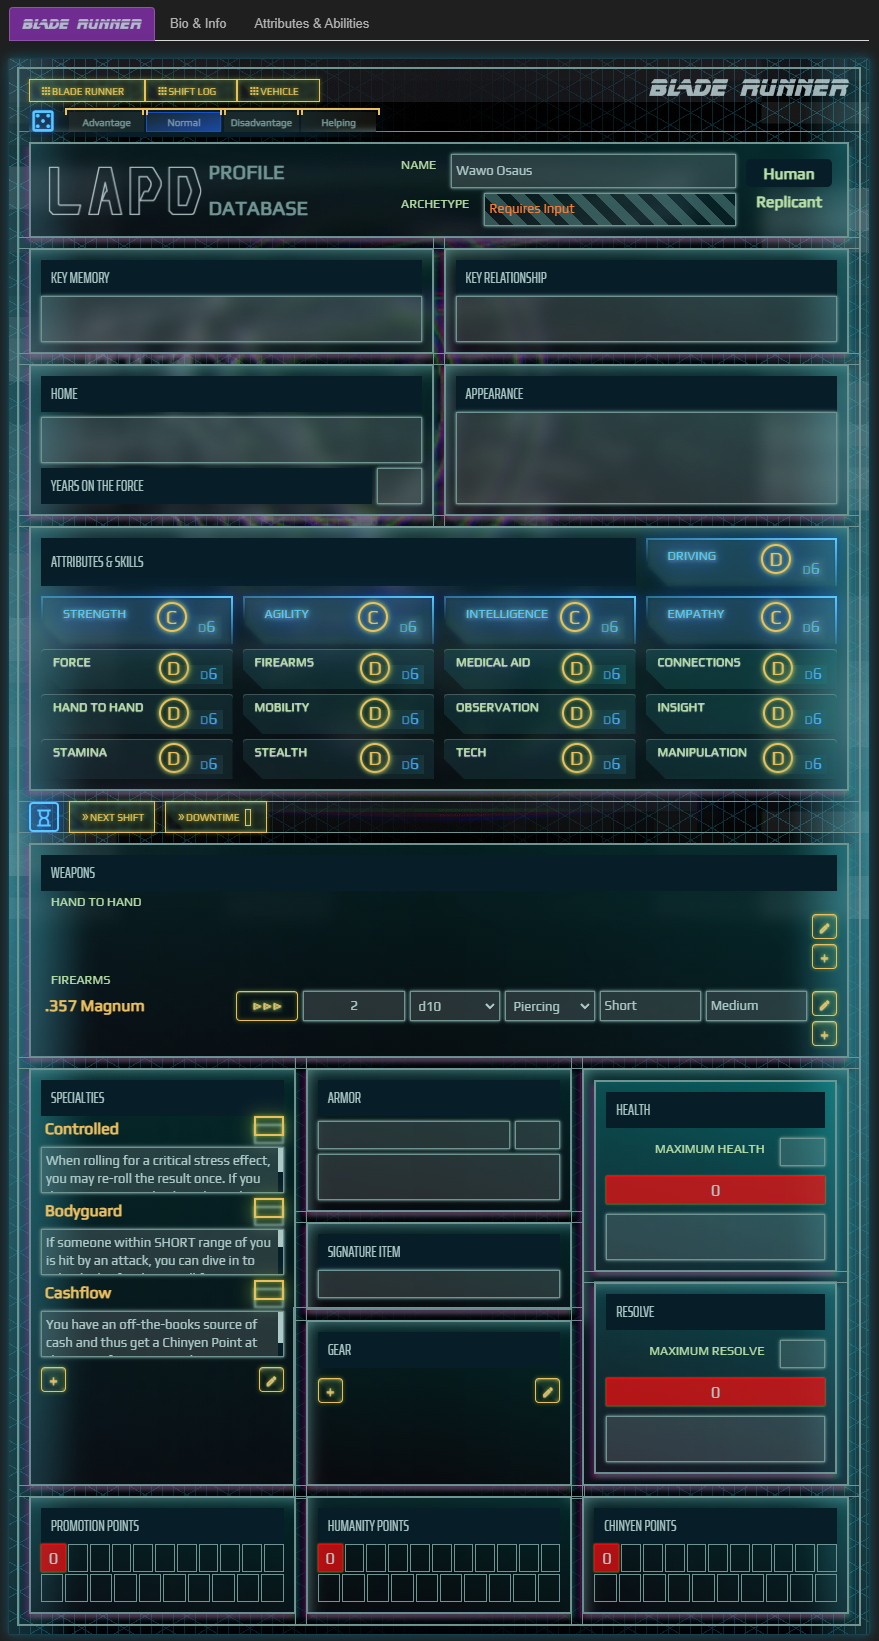 BLADE RUNNER
Bio & Info
Attributes & Abilities
BLADE RUNNER
SHIFT LOG
VEHICLE
BLADE RUNNER
Advantage
Normal
Disadvantage
Helping
LAPD
PROFILE
DATABASE
NAME
Wawo Osaus
Human
ARCHETYPE
Requires Input
Replicant
KEY MEMORY
KEY RELATIONSHIP
HOME
APPEARANCE
YEARS ON THE FORCE
ATTRIBUTES & SKILLS
DRIVING D D6
STRENGTH C D6
AGILITY C D6
INTELLIGENCE C D6
EMPATHY C D6
FORCE D D6
FIREARMS D D6
MEDICAL AID D D6
CONNECTIONS D D6
HAND TO HAND D D6
MOBILITY D D6
OBSERVATION D D6
INSIGHT D D6
STAMINA D D6
STEALTH D D6
TECH D D6
MANIPULATION D D6
» NEXT SHIFT
» DOWNTIME
WEAPONS
HAND TO HAND
+
FIREARMS
.357 Magnum
2
d10
Piercing
Short
Medium
+
SPECIALTIES
Controlled
When rolling for a critical stress effect,
you may re-roll the result once. If you
Bodyguard
If someone within SHORT range of you
is hit by an attack, you can dive in to
Cashflow
You have an off-the-books source of
cash and thus get a Chinyen Point at
+
ARMOR
SIGNATURE ITEM
GEAR
+
HEALTH
MAXIMUM HEALTH
0
RESOLVE
MAXIMUM RESOLVE
0
PROMOTION POINTS
0
HUMANITY POINTS
0
CHINYEN POINTS
0